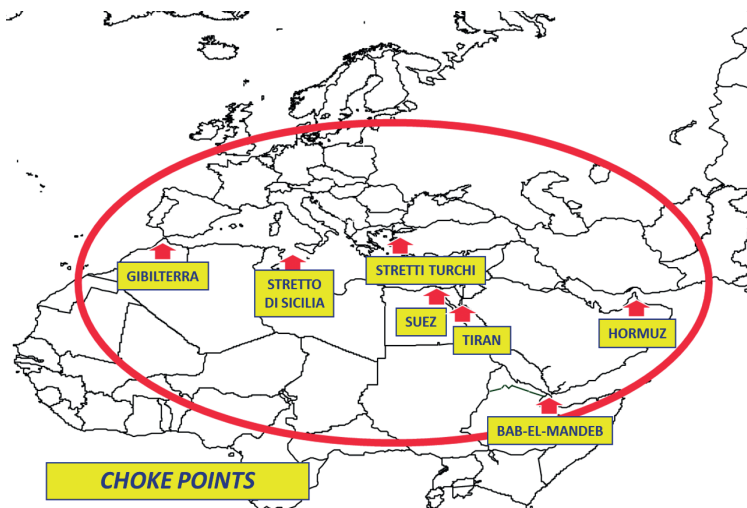 GIBILTERRA
STRETTO
DI SICILIA
STRETTI TURCHI
SUEZ
TIRAN
HORMUZ
BAB-EL-MANDEB
CHOKE POINTS